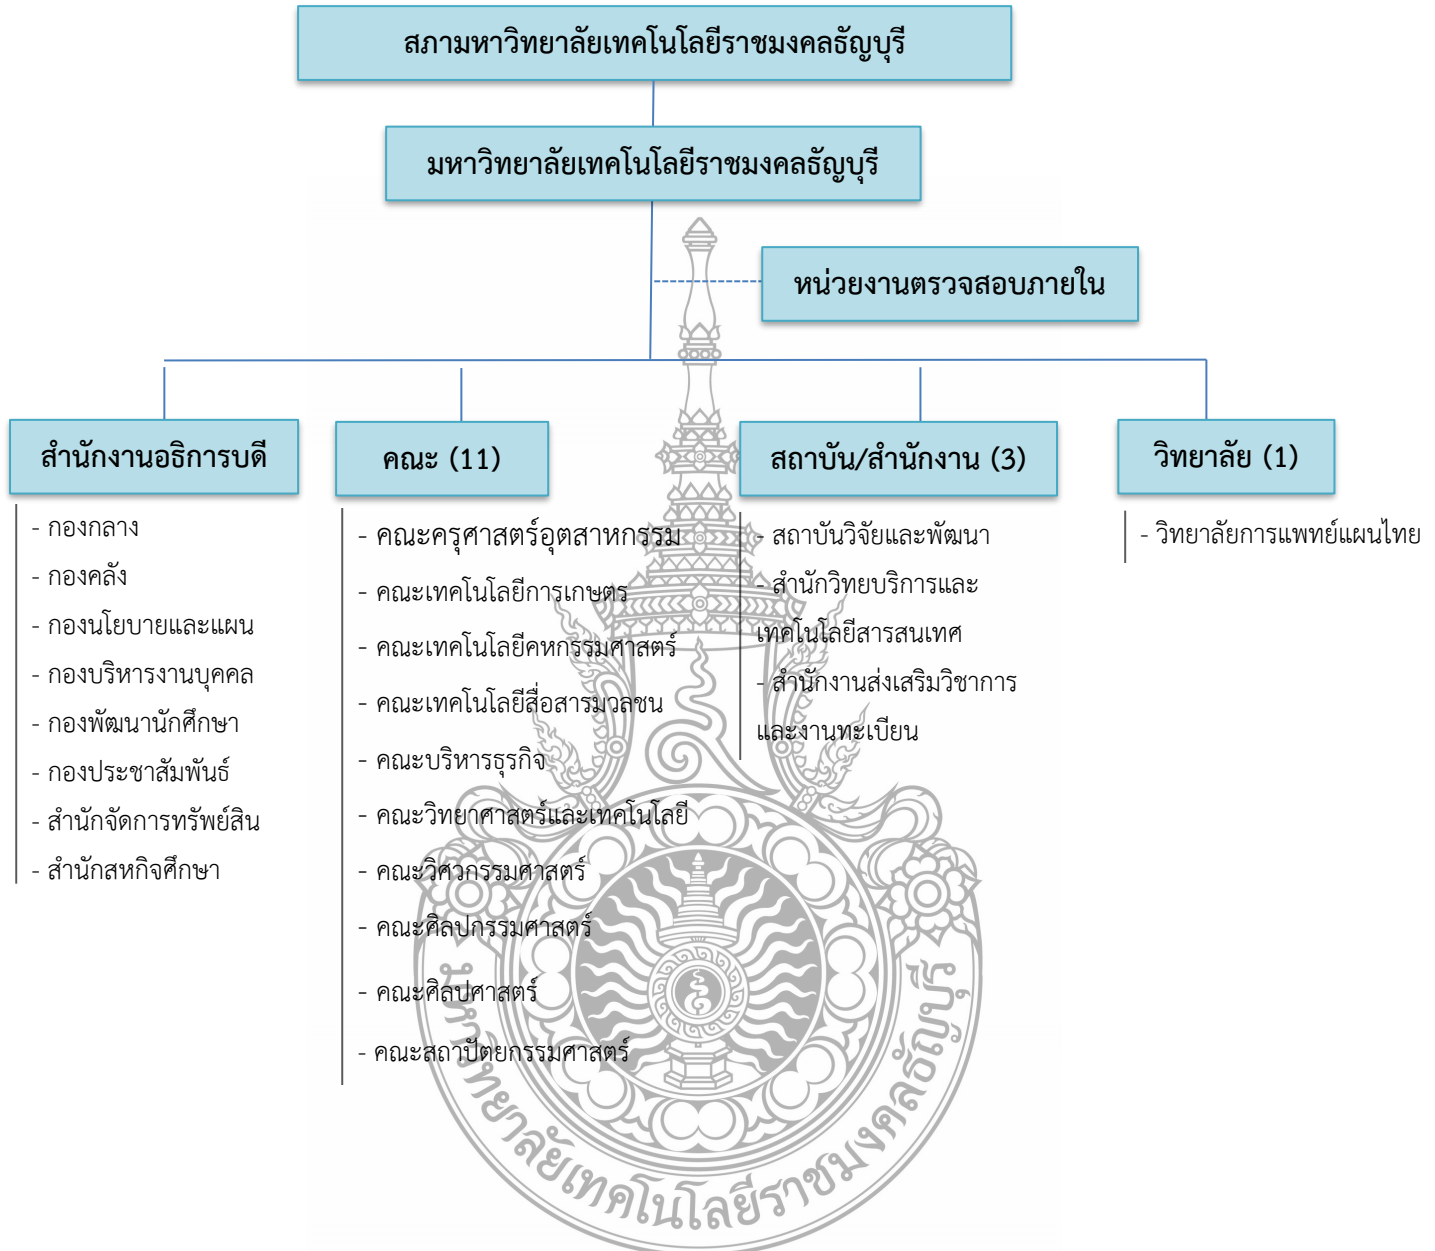 สภามหาวิทยาลัยเทคโนโลยีราชมงคลธัญบุรี
มหาวิทยาลัยเทคโนโลยีราชมงคลธัญบุรี
หน่วยงานตรวจสอบภายใน
สำนักงานอธิการบดี
- กองกลาง
- กองคลัง
- กองนโยบายและแผน
- กองบริหารงานบุคคล
- กองพัฒนานักศึกษา
- กองประชาสัมพันธ์
- สำนักจัดการทรัพย์สิน
- สำนักสหกิจศึกษา
คณะ (11)
- คณะครุศาสตร์อุตสาหกรรม
- คณะเทคโนโลยีการเกษตร
- คณะเทคโนโลยีคหกรรมศาสตร์
- คณะเทคโนโลยีสื่อสารมวลชน
- คณะบริหารธุรกิจ
- คณะวิทยาศาสตร์และเทคโนโลยี
- คณะวิศวกรรมศาสตร์
- คณะศิลปกรรมศาสตร์
- คณะศิลปศาสตร์
- คณะสถาปัตยกรรมศาสตร์
สถาบัน/สำนักงาน (3)
- สถาบันวิจัยและพัฒนา
- สำนักวิทยบริการและ
เทคโนโลยีสารสนเทศ
- สำนักงานส่งเสริมวิชาการ
และงานทะเบียน
วิทยาลัย (1)
- วิทยาลัยการแพทย์แผนไทย
มหาวิทยาลัยเทคโนโลยีราชมงคลธัญบุรี